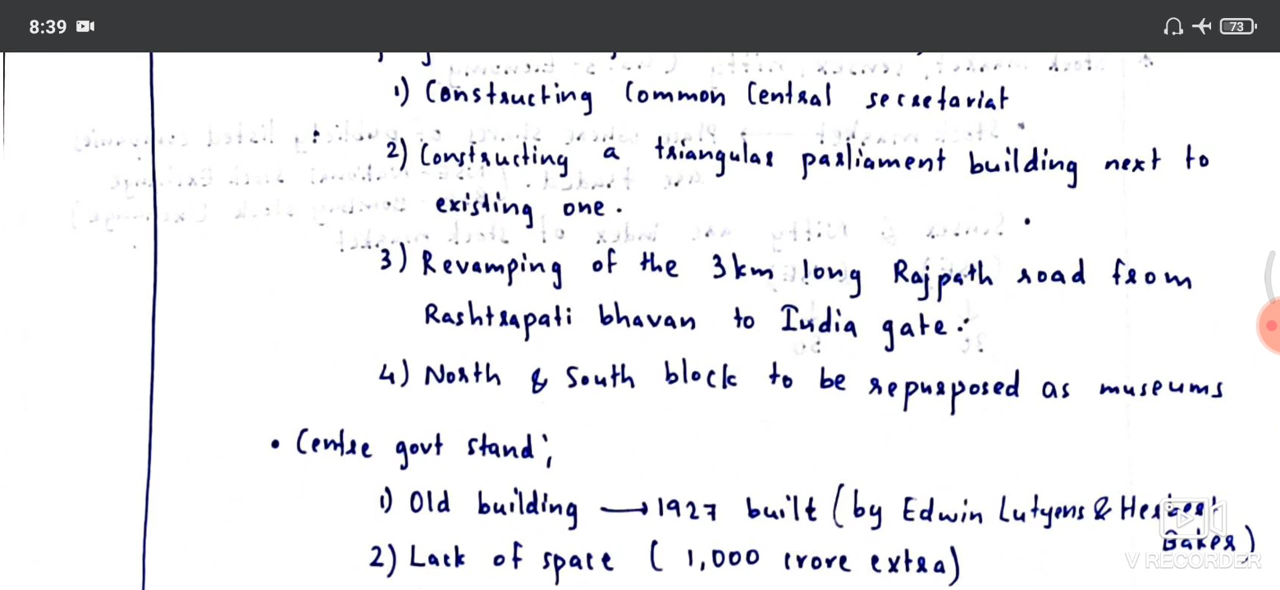 8:39
73
1) Constructing Common Central secretariat
2) Constructing a triangular parliament building next to
existing one.
3) Revamping of the 3km long Rajpath road from
Rashtrapati bhavan to India gate.
4) North & South block to be repurposed as museums
• Centre govt stand;
1) Old building → 1927 built (by Edwin Lutyens & Herbert
Baker)
2) Lack of space ( 1,000 crore extra)
V RECORDER